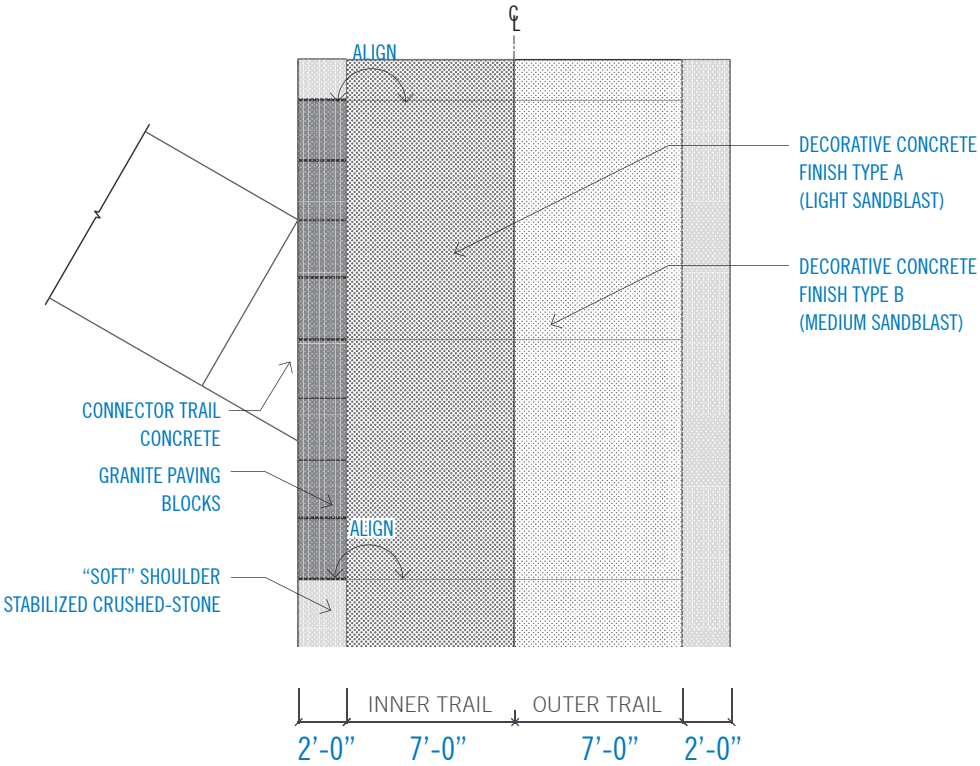 ℄
ALIGN
DECORATIVE CONCRETE
FINISH TYPE A
(LIGHT SANDBLAST)
DECORATIVE CONCRETE
FINISH TYPE B
(MEDIUM SANDBLAST)
CONNECTOR TRAIL
CONCRETE
GRANITE PAVING
BLOCKS
ALIGN
“SOFT” SHOULDER
STABILIZED CRUSHED-STONE
INNER TRAIL OUTER TRAIL
2’-0” 7’-0” 7’-0” 2’-0”